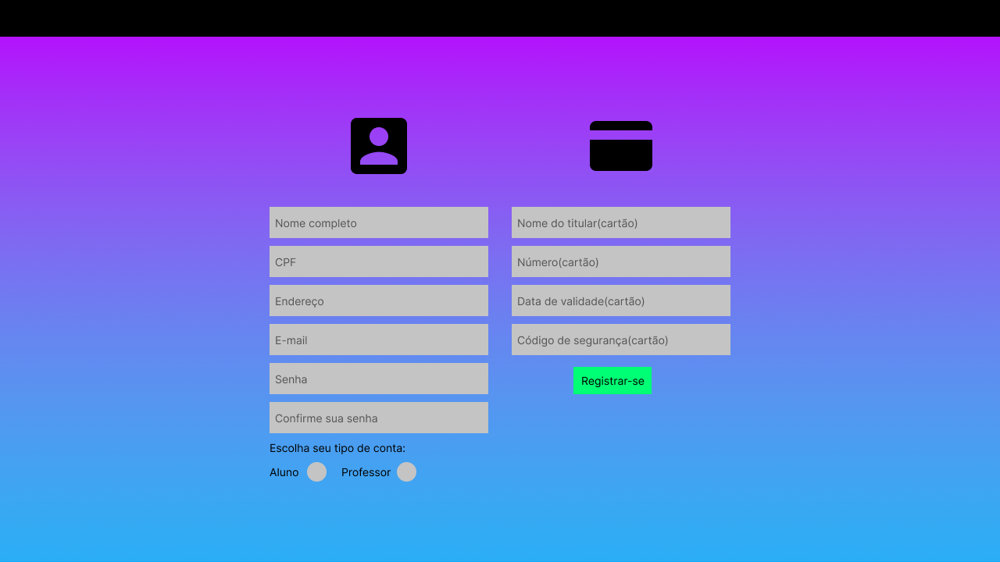 Nome completo
CPF
Endereço
E-mail
Senha
Confirme sua senha
Escolha seu tipo de conta:
Aluno Professor
Nome do titular(cartão)
Número(cartão)
Data de validade(cartão)
Código de segurança(cartão)
Registrar-se